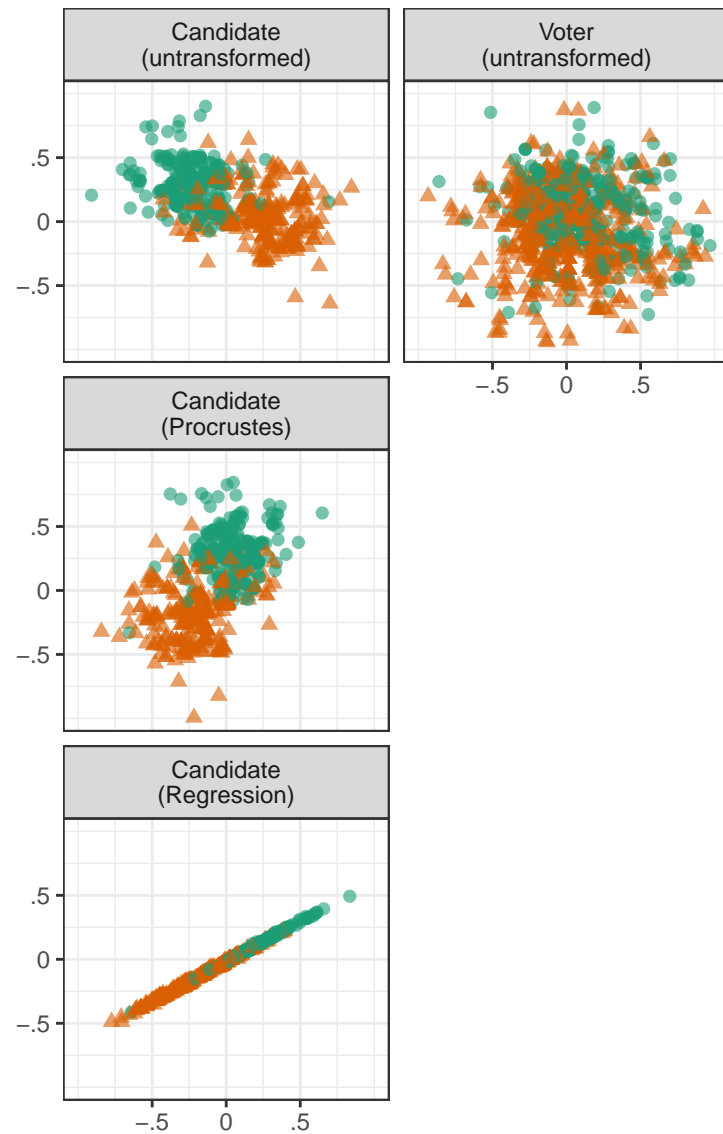 Candidate
(untransformed)
Voter
(untransformed)
.5
0
−.5
−.5 0 .5
Candidate
(Procrustes)
.5
0
−.5
Candidate
(Regression)
.5
0
−.5
−.5 0 .5